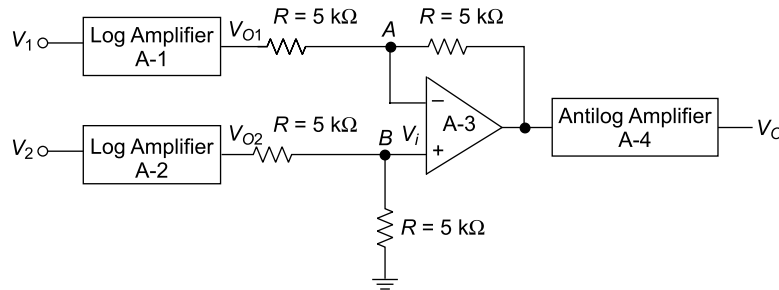 R = 5 kΩ
R = 5 kΩ
A
V1
Log Amplifier
A-1
VO1
−
A-3
+
Antilog Amplifier
A-4
VO
V2
Log Amplifier
A-2
VO2
R = 5 kΩ
B
Vi
R = 5 kΩ